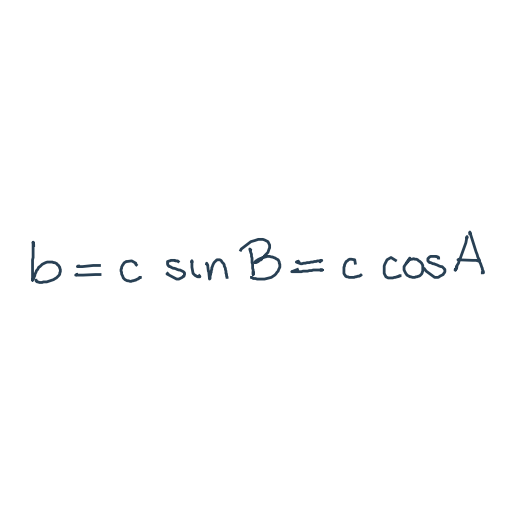 b = c sin B = c cos A